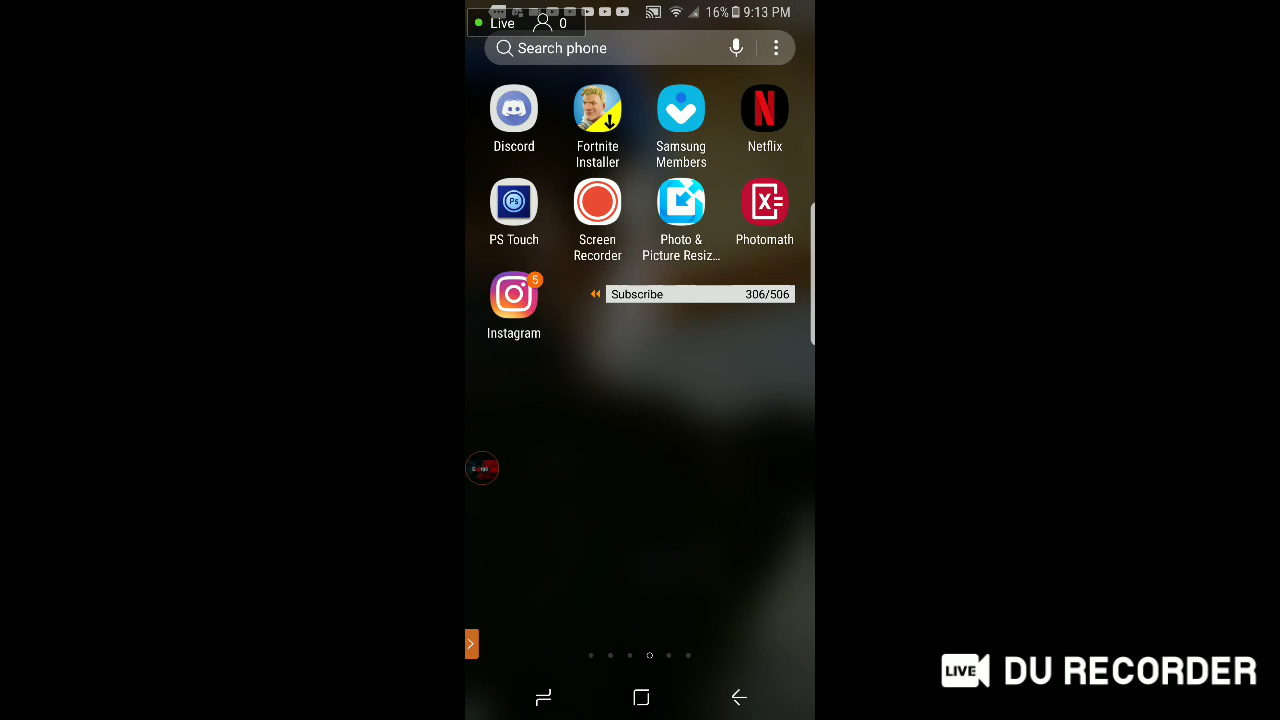 Live 0
16% 9:13 PM
Search phone
Discord
Fortnite
Installer
Samsung
Members
Netflix
Ps
PS Touch
Screen
Recorder
Photo &
Picture Resiz...
Photomath
5
Instagram
Subscribe 306/506
LIVE DU RECORDER